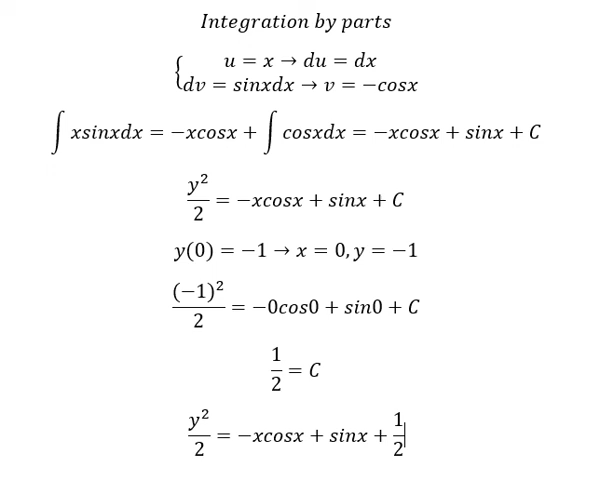 Integration by parts
{u = x → du = dx
dv = sinxdx → v = −cosx
∫ xsinxdx = −xcosx + ∫ cosxdx = −xcosx + sinx + C
y²/2 = −xcosx + sinx + C
y(0) = −1 → x = 0, y = −1
(−1)²/2 = −0cos0 + sin0 + C
1/2 = C
y²/2 = −xcosx + sinx + 1/2